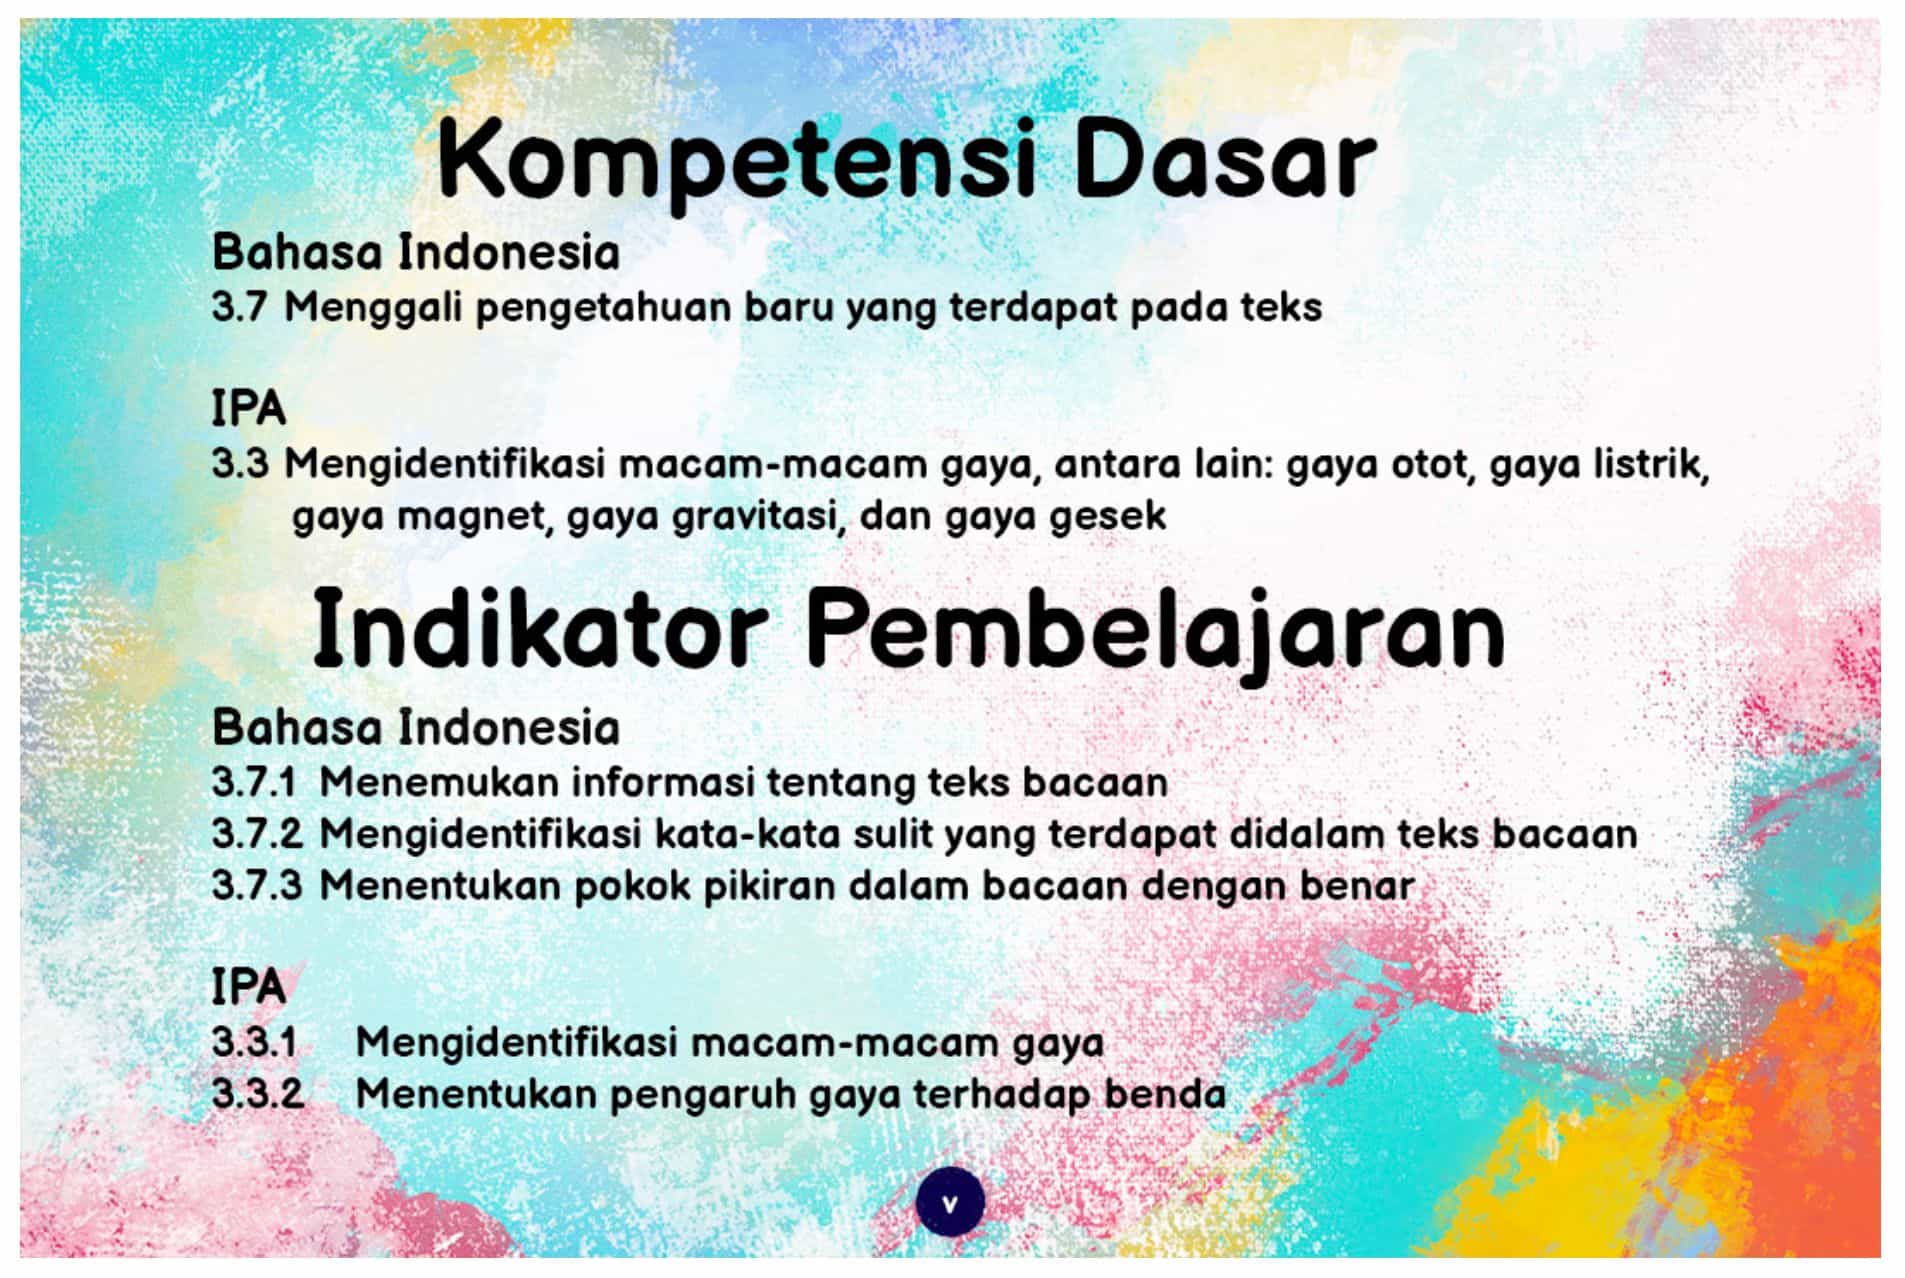 Kompetensi Dasar
Bahasa Indonesia
3.7 Menggali pengetahuan baru yang terdapat pada teks
IPA
3.3 Mengidentifikasi macam-macam gaya, antara lain: gaya otot, gaya listrik,
gaya magnet, gaya gravitasi, dan gaya gesek
Indikator Pembelajaran
Bahasa Indonesia
3.7.1 Menemukan informasi tentang teks bacaan
3.7.2 Mengidentifikasi kata-kata sulit yang terdapat didalam teks bacaan
3.7.3 Menentukan pokok pikiran dalam bacaan dengan benar
IPA
3.3.1 Mengidentifikasi macam-macam gaya
3.3.2 Menentukan pengaruh gaya terhadap benda
v